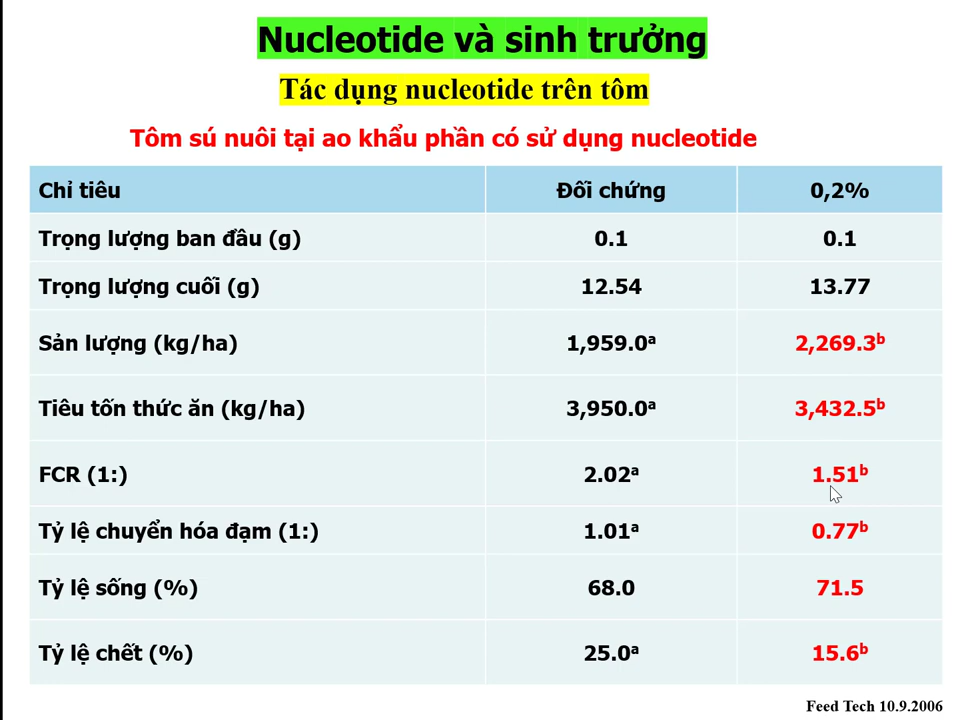 Nucleotide và sinh trưởng
Tác dụng nucleotide trên tôm
Tôm sú nuôi tại ao khẩu phần có sử dụng nucleotide
Chỉ tiêu Đối chứng 0,2%
Trọng lượng ban đầu (g) 0.1 0.1
Trọng lượng cuối (g) 12.54 13.77
Sản lượng (kg/ha) 1,959.0ᵃ 2,269.3ᵇ
Tiêu tốn thức ăn (kg/ha) 3,950.0ᵃ 3,432.5ᵇ
FCR (1:) 2.02ᵃ 1.51ᵇ
Tỷ lệ chuyển hóa đạm (1:) 1.01ᵃ 0.77ᵇ
Tỷ lệ sống (%) 68.0 71.5
Tỷ lệ chết (%) 25.0ᵃ 15.6ᵇ
Feed Tech 10.9.2006